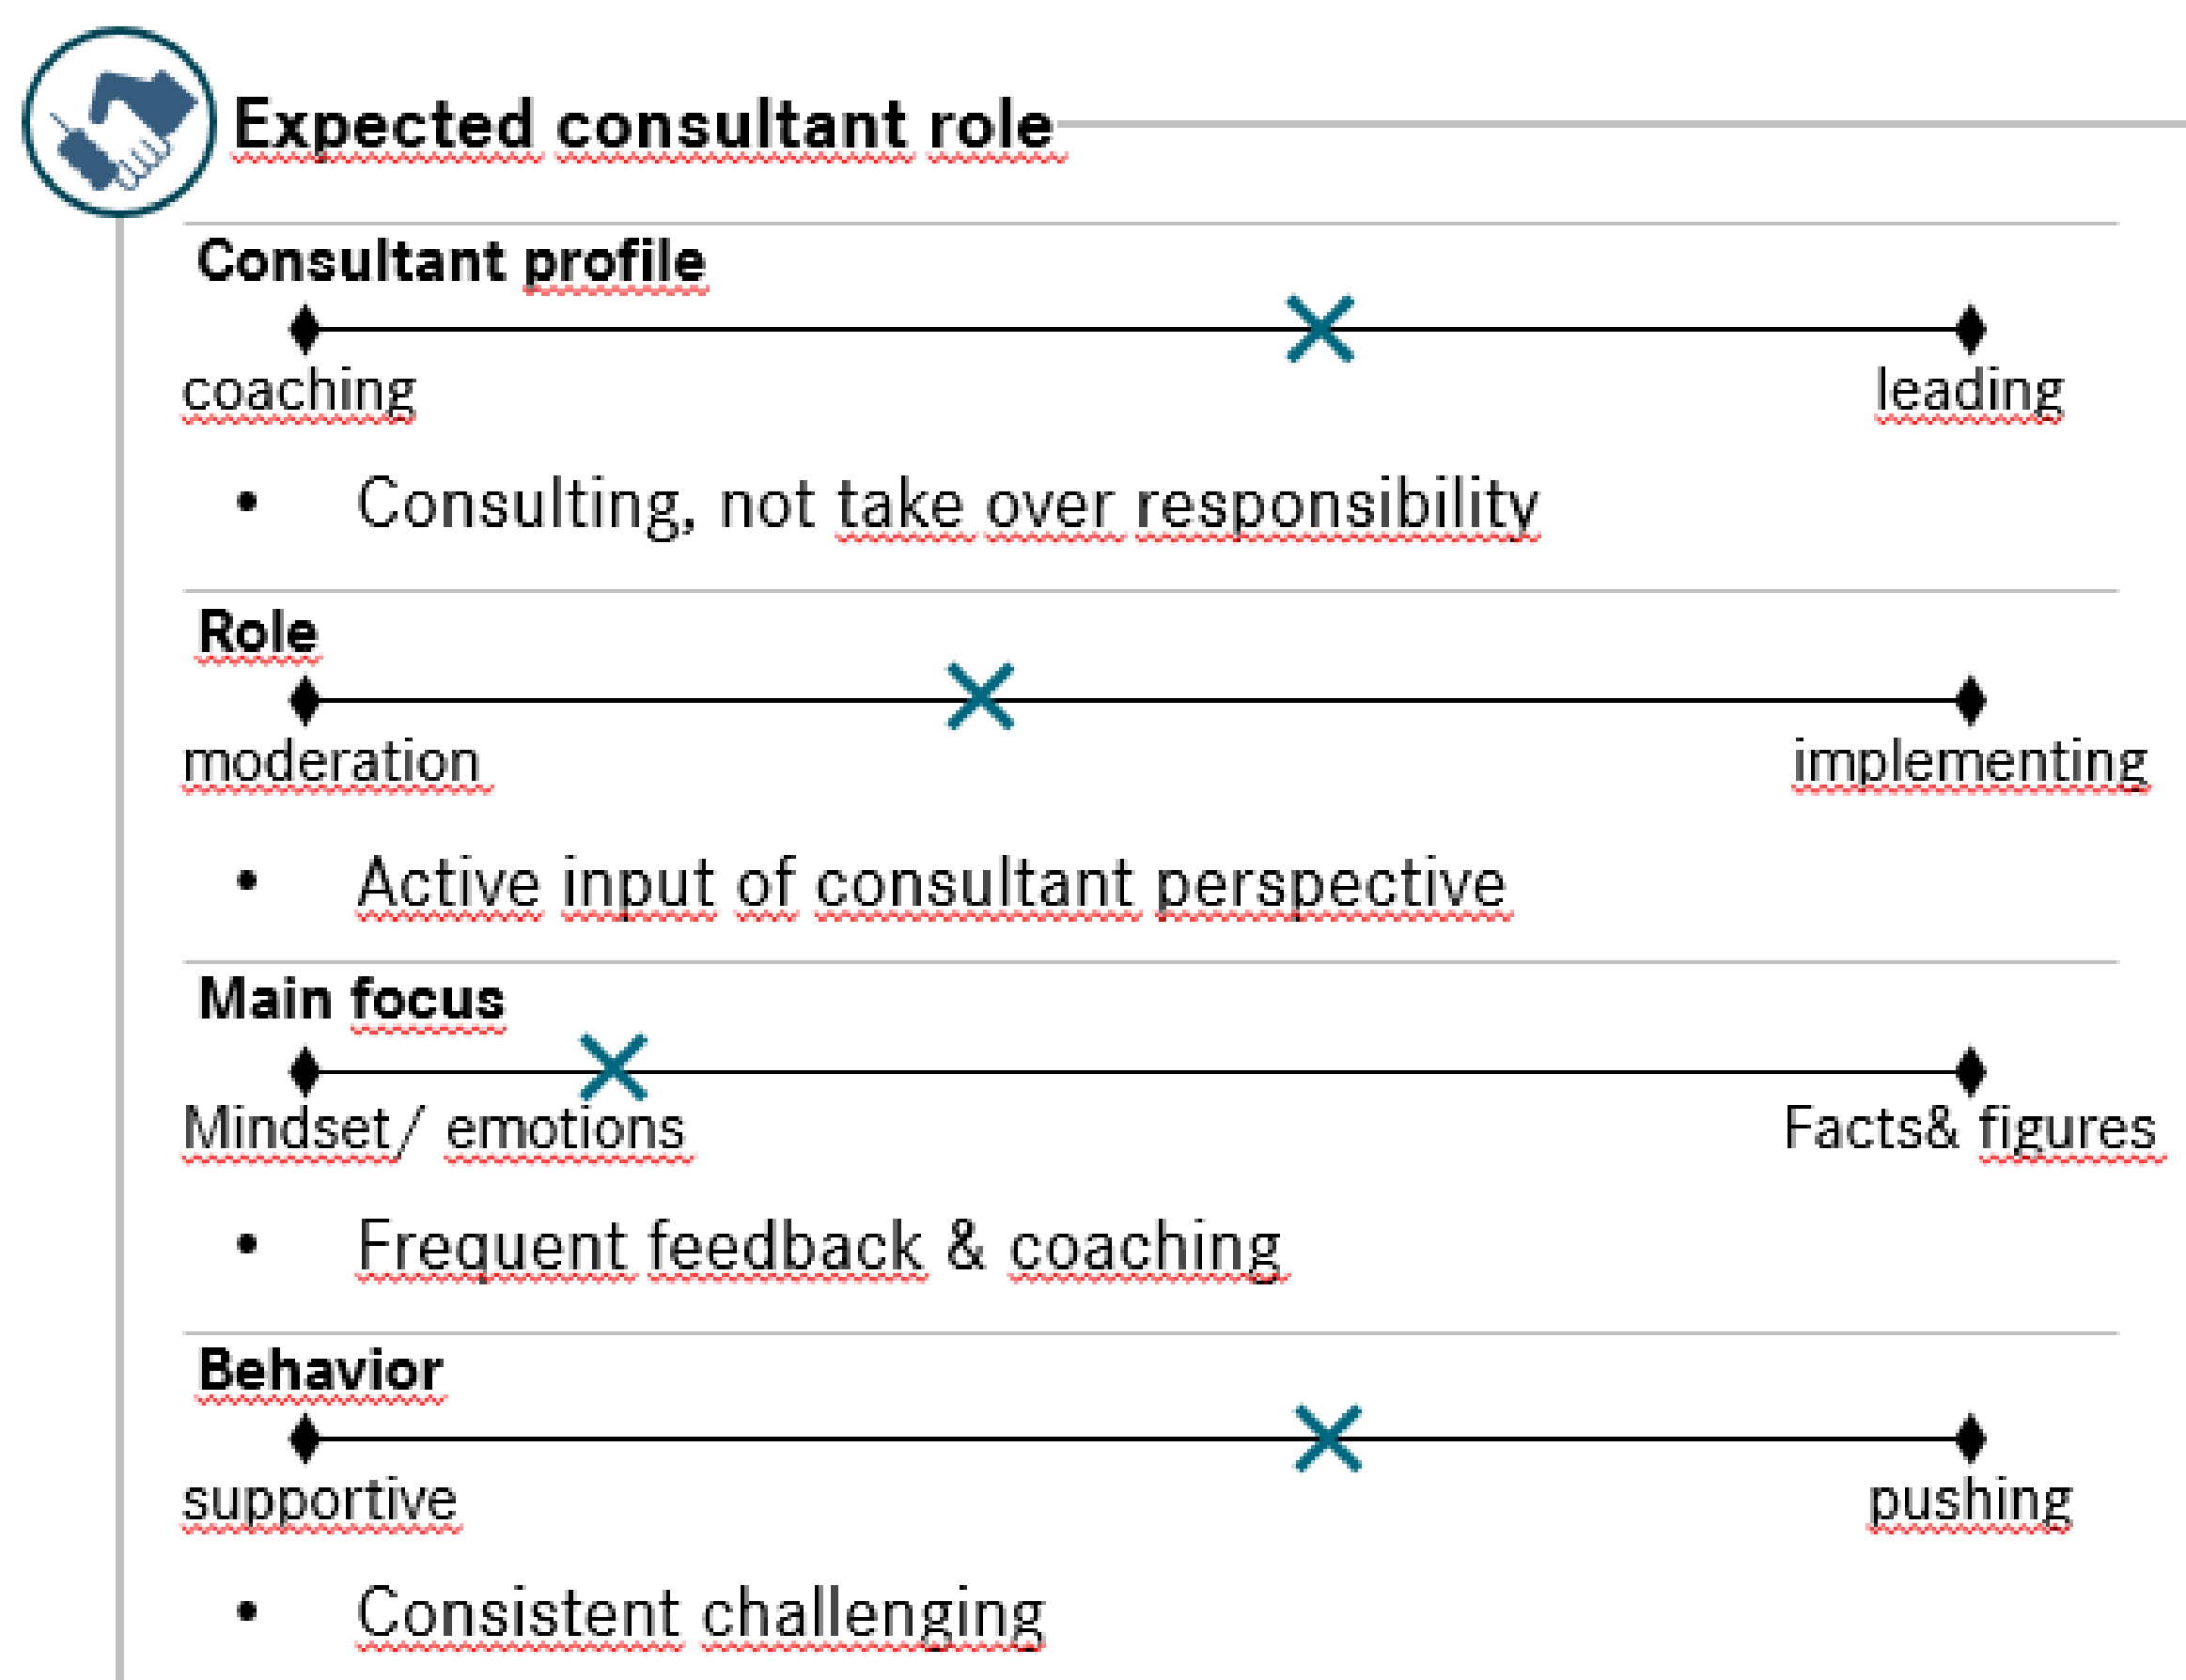 Expected consultant role
Consultant profile
coaching leading
• Consulting, not take over responsibility
Role
moderation implementing
• Active input of consultant perspective
Main focus
Mindset/ emotions Facts& figures
• Frequent feedback & coaching
Behavior
supportive pushing
• Consistent challenging